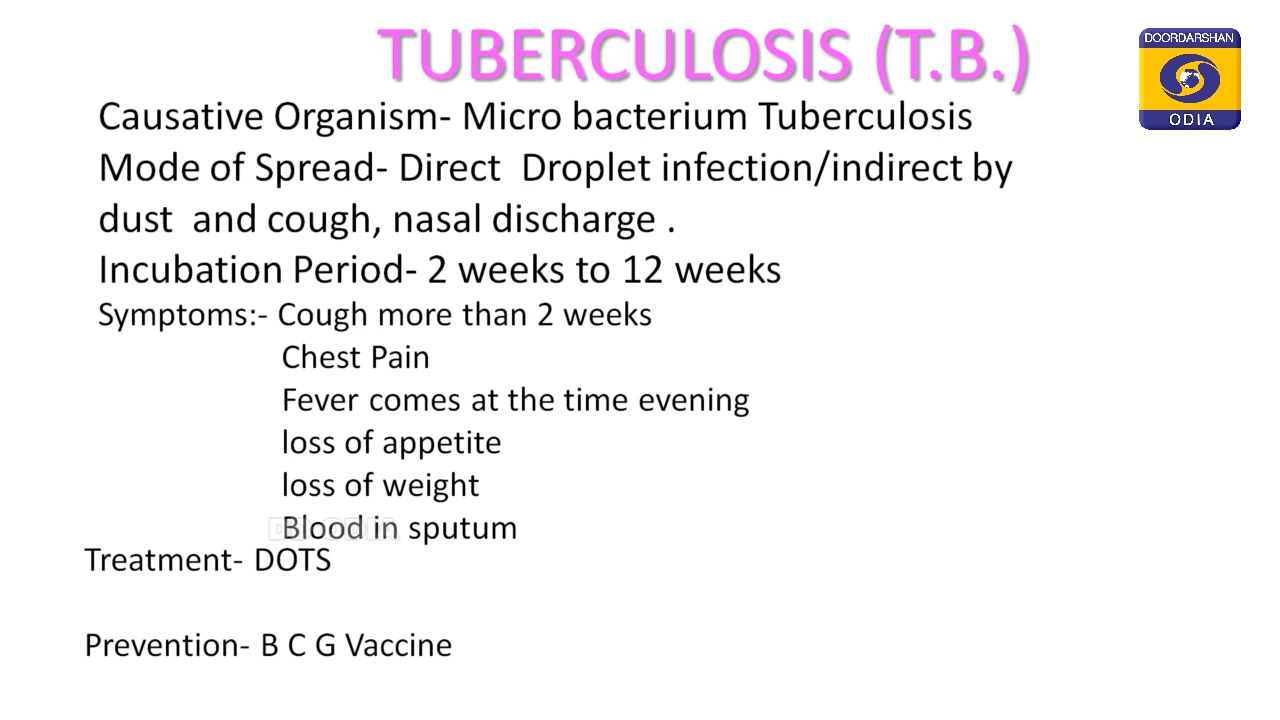 TUBERCULOSIS (T.B.)
DOORDARSHAN
ODIA
Causative Organism- Micro bacterium Tuberculosis
Mode of Spread- Direct  Droplet infection/indirect by
dust  and cough, nasal discharge .
Incubation Period- 2 weeks to 12 weeks
Symptoms:- Cough more than 2 weeks
Chest Pain
Fever comes at the time evening
loss of appetite
loss of weight
Blood in sputum
DD ODIA
Treatment- DOTS
Prevention- B C G Vaccine